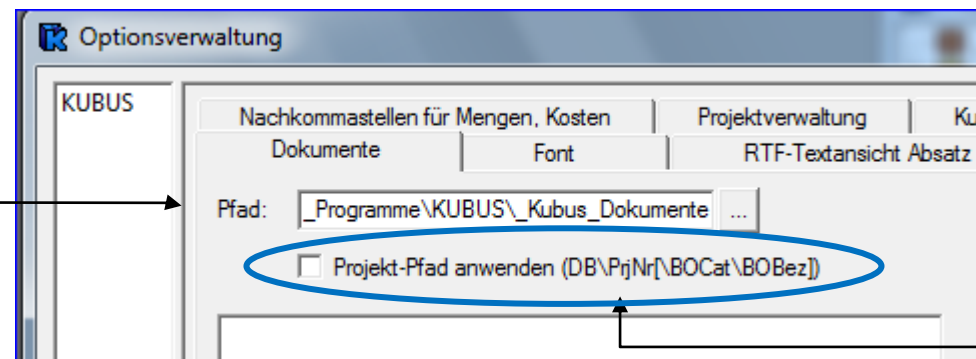 Optionsverwaltung
KUBUS
Nachkommastellen für Mengen, Kosten Projektverwaltung Ku
Dokumente Font RTF-Textansicht Absatz
Pfad: _Programme\KUBUS\_Kubus_Dokumente ...
Projekt-Pfad anwenden (DB\PrjNr[\BOCat\BOBez])